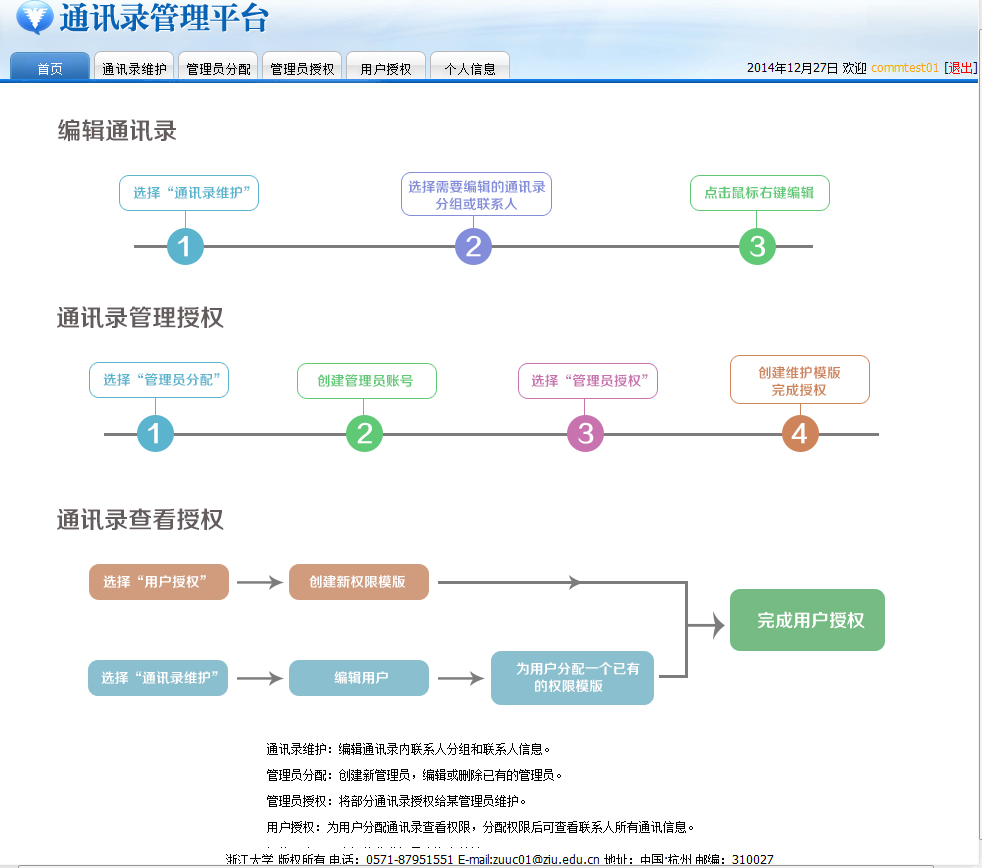 通讯录管理平台
首页 通讯录维护 管理员分配 管理员授权 用户授权 个人信息 2014年12月27日 欢迎 commtest01 [退出]
编辑通讯录
选择“通讯录维护”
选择需要编辑的通讯录
分组或联系人
点击鼠标右键编辑
1 2 3
通讯录管理授权
选择“管理员分配”
创建管理员账号
选择“管理员授权”
创建维护模版
完成授权
1 2 3 4
通讯录查看授权
选择“用户授权”
创建新权限模版
完成用户授权
选择“通讯录维护”
编辑用户
为用户分配一个已有
的权限模版
通讯录维护：编辑通讯录内联系人分组和联系人信息。
管理员分配：创建新管理员，编辑或删除已有的管理员。
管理员授权：将部分通讯录授权给某管理员维护。
用户授权：为用户分配通讯录查看权限，分配权限后可查看联系人所有通讯信息。
浙江大学 版权所有 电话：0571-87951551 E-mail:zuuc01@zju.edu.cn 地址：中国·杭州 邮编：310027